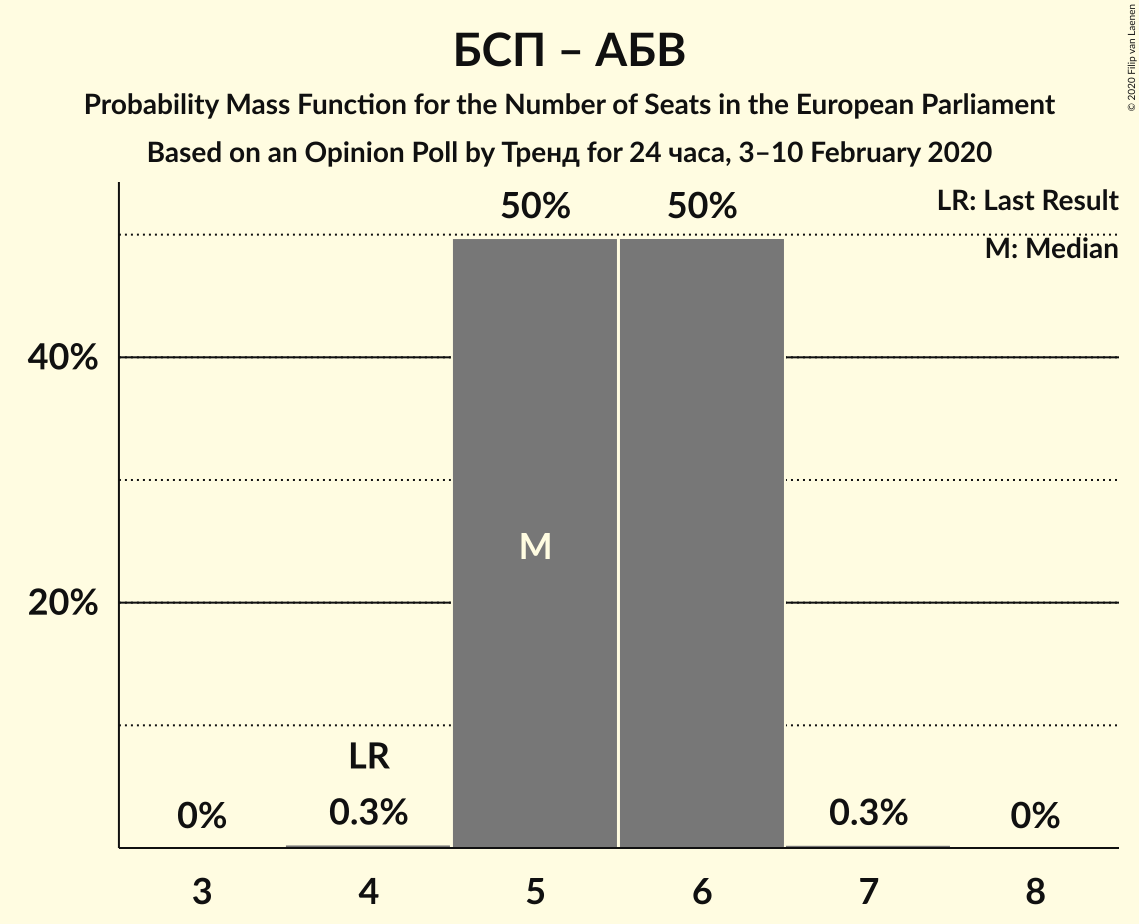 БСП – АБВ
Probability Mass Function for the Number of Seats in the European Parliament
Based on an Opinion Poll by Тренд for 24 часа, 3–10 February 2020
© 2020 Filip van Laenen
LR: Last Result
M: Median
50% 50%
40%
20%
M
LR
0% 0.3% 0.3% 0%
3 4 5 6 7 8